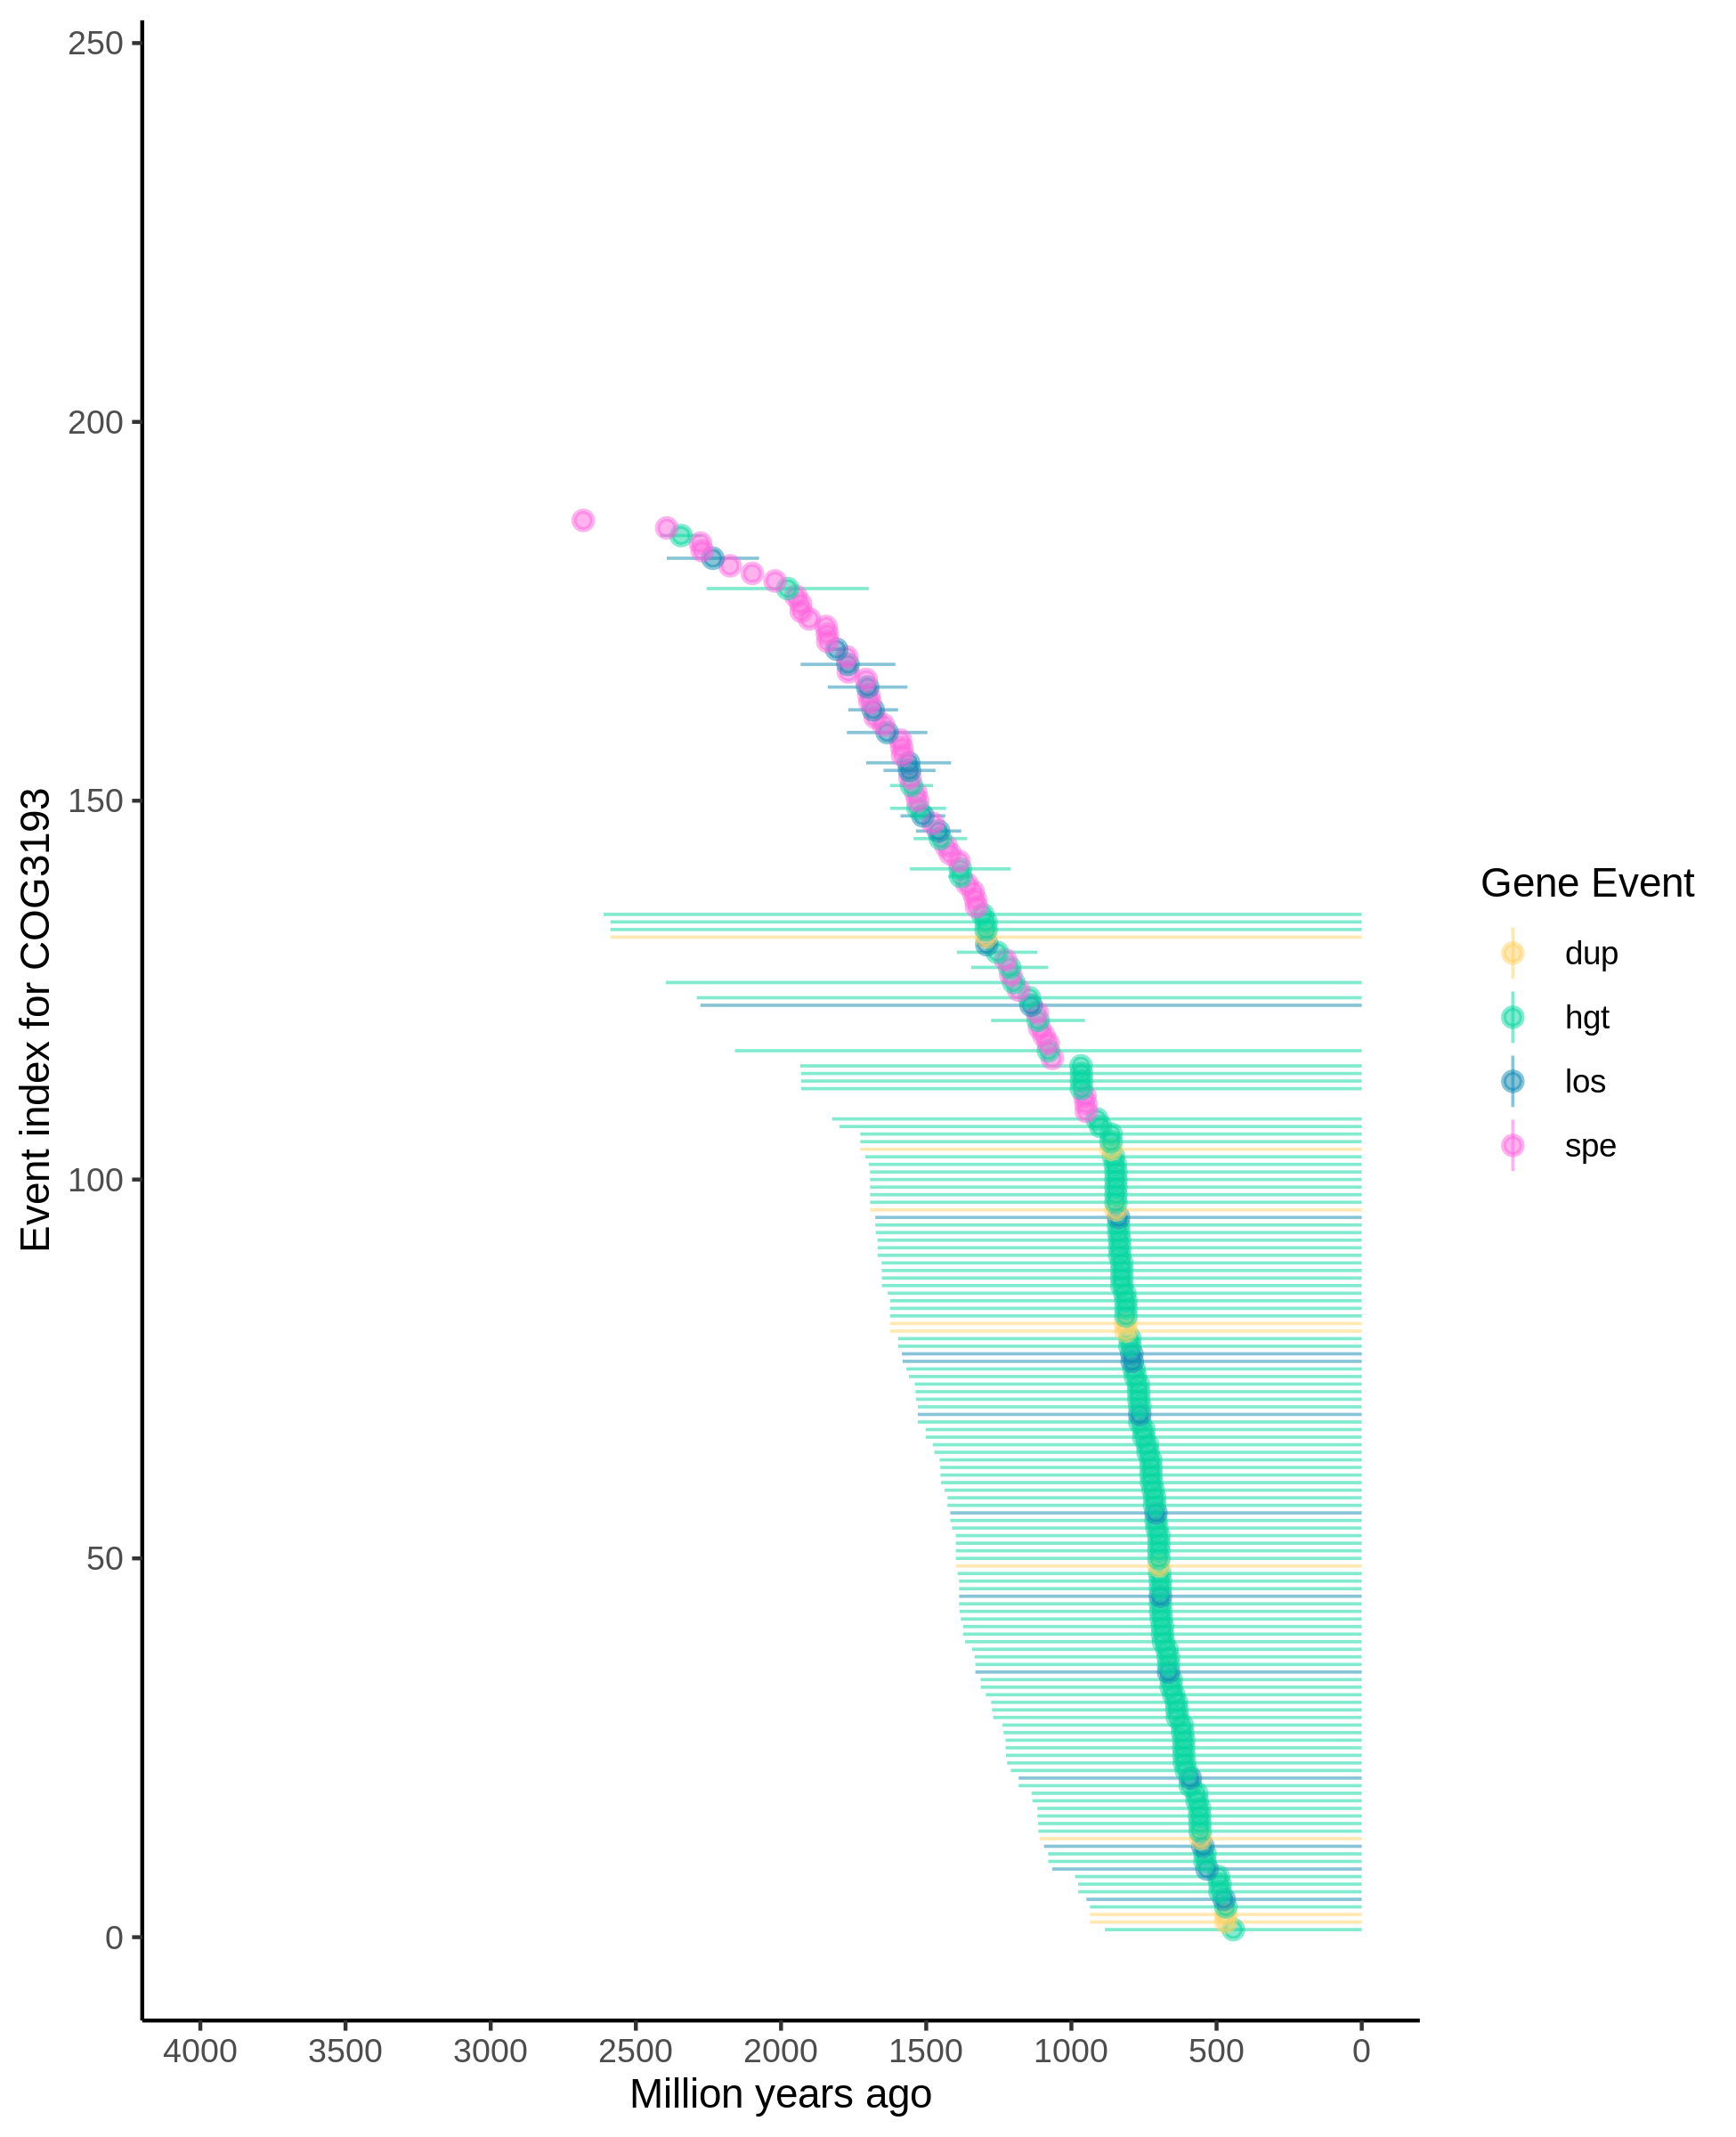 250
200
150
100
50
0
Event index for COG3193
4000 3500 3000 2500 2000 1500 1000 500 0
Million years ago
Gene Event
dup
hgt
los
spe